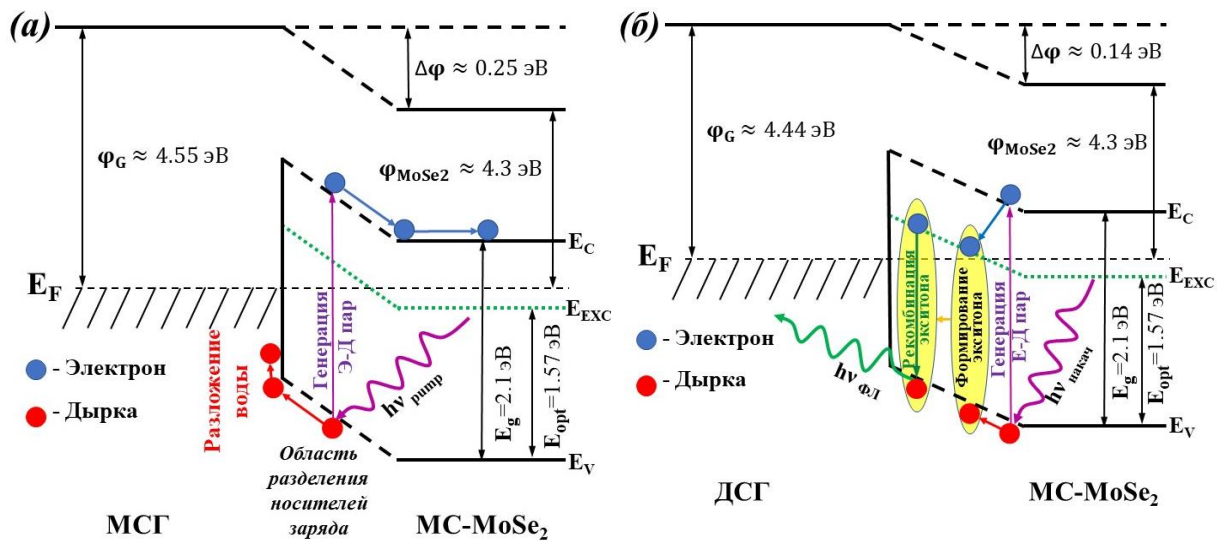 (а)
Δφ ≈ 0.25 эВ
φG ≈ 4.55 эВ
φMoSe2 ≈ 4.3 эВ
EC
EF
EEXC
- Электрон
- Дырка
Разложение
воды
Генерация
Э-Д пар
hν pump
Eg=2.1 эВ
Eopt=1.57 эВ
EV
Область
разделения
носителей
заряда
МСГ
МС-MoSe2
(б)
Δφ ≈ 0.14 эВ
φG ≈ 4.44 эВ
φMoSe2 ≈ 4.3 эВ
EC
EF
EEXC
- Электрон
- Дырка
hν ФЛ
Рекомбинация
экситона
Формирование
экситона
Генерация
Е-Д пар
hν накач
Eg=2.1 эВ
Eopt=1.57 эВ
EV
ДСГ
МС-MoSe2